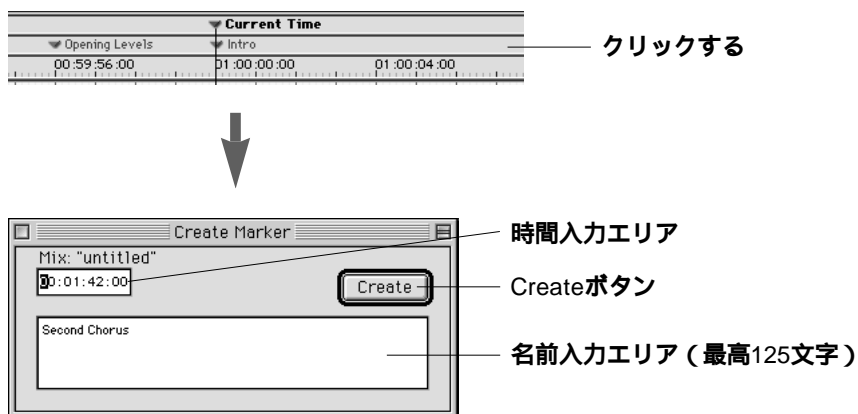 Current Time
Opening Levels Intro
00:59:56:00 01:00:00:00 01:00:04:00
クリックする
Create Marker
Mix: "untitled"
00:01:42:00
Create
Second Chorus
時間入力エリア
Createボタン
名前入力エリア（最高125文字）